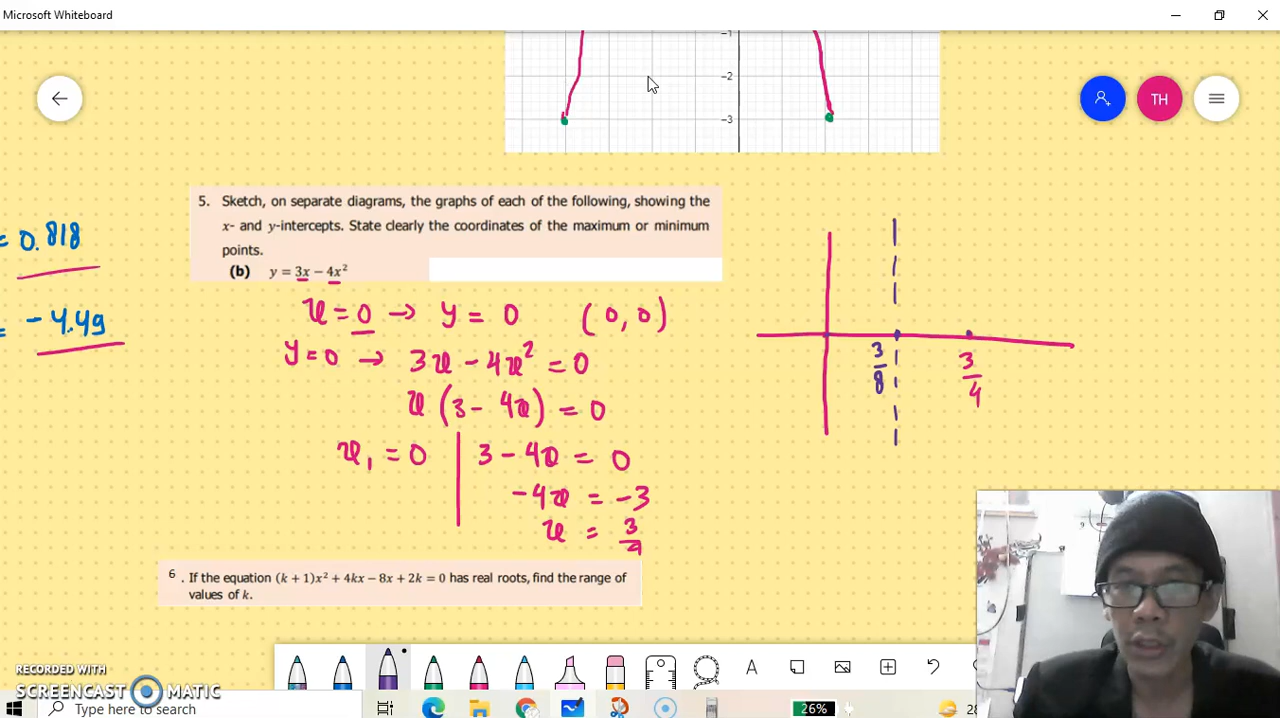 Microsoft Whiteboard
-1
-2
-3
TH
5. Sketch, on separate diagrams, the graphs of each of the following, showing the
x- and y-intercepts. State clearly the coordinates of the maximum or minimum
points.
(b) y = 3x − 4x²
= 0.818
= -4.49
x = 0 → y = 0 (0,0)
y = 0 → 3x - 4x² = 0
x (3 - 4x) = 0
x₁ = 0 | 3 - 4x = 0
-4x = -3
x = 3/4
3/8
3/4
6 . If the equation (k + 1)x² + 4kx − 8x + 2k = 0 has real roots, find the range of
values of k.
A
RECORDED WITH
SCREENCAST MATIC
Type here to search
26%
28